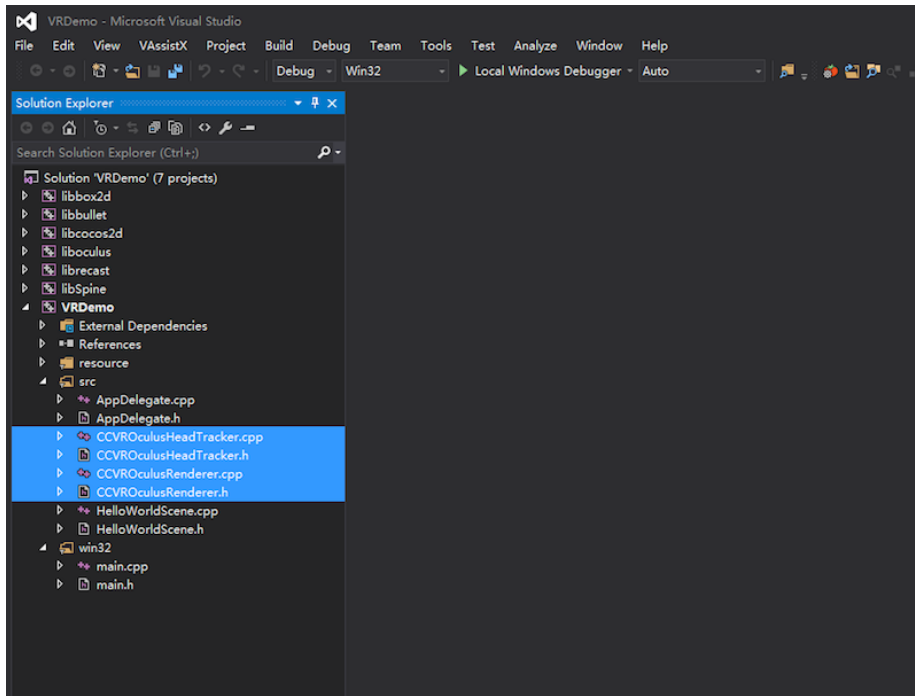 VRDemo - Microsoft Visual Studio
File Edit View VAssistX Project Build Debug Team Tools Test Analyze Window Help
Debug Win32 Local Windows Debugger Auto
Solution Explorer
Search Solution Explorer (Ctrl+;)
Solution 'VRDemo' (7 projects)
libbox2d
libbullet
libcocos2d
liboculus
librecast
libSpine
VRDemo
External Dependencies
References
resource
src
AppDelegate.cpp
AppDelegate.h
CCVROculusHeadTracker.cpp
CCVROculusHeadTracker.h
CCVROculusRenderer.cpp
CCVROculusRenderer.h
HelloWorldScene.cpp
HelloWorldScene.h
win32
main.cpp
main.h